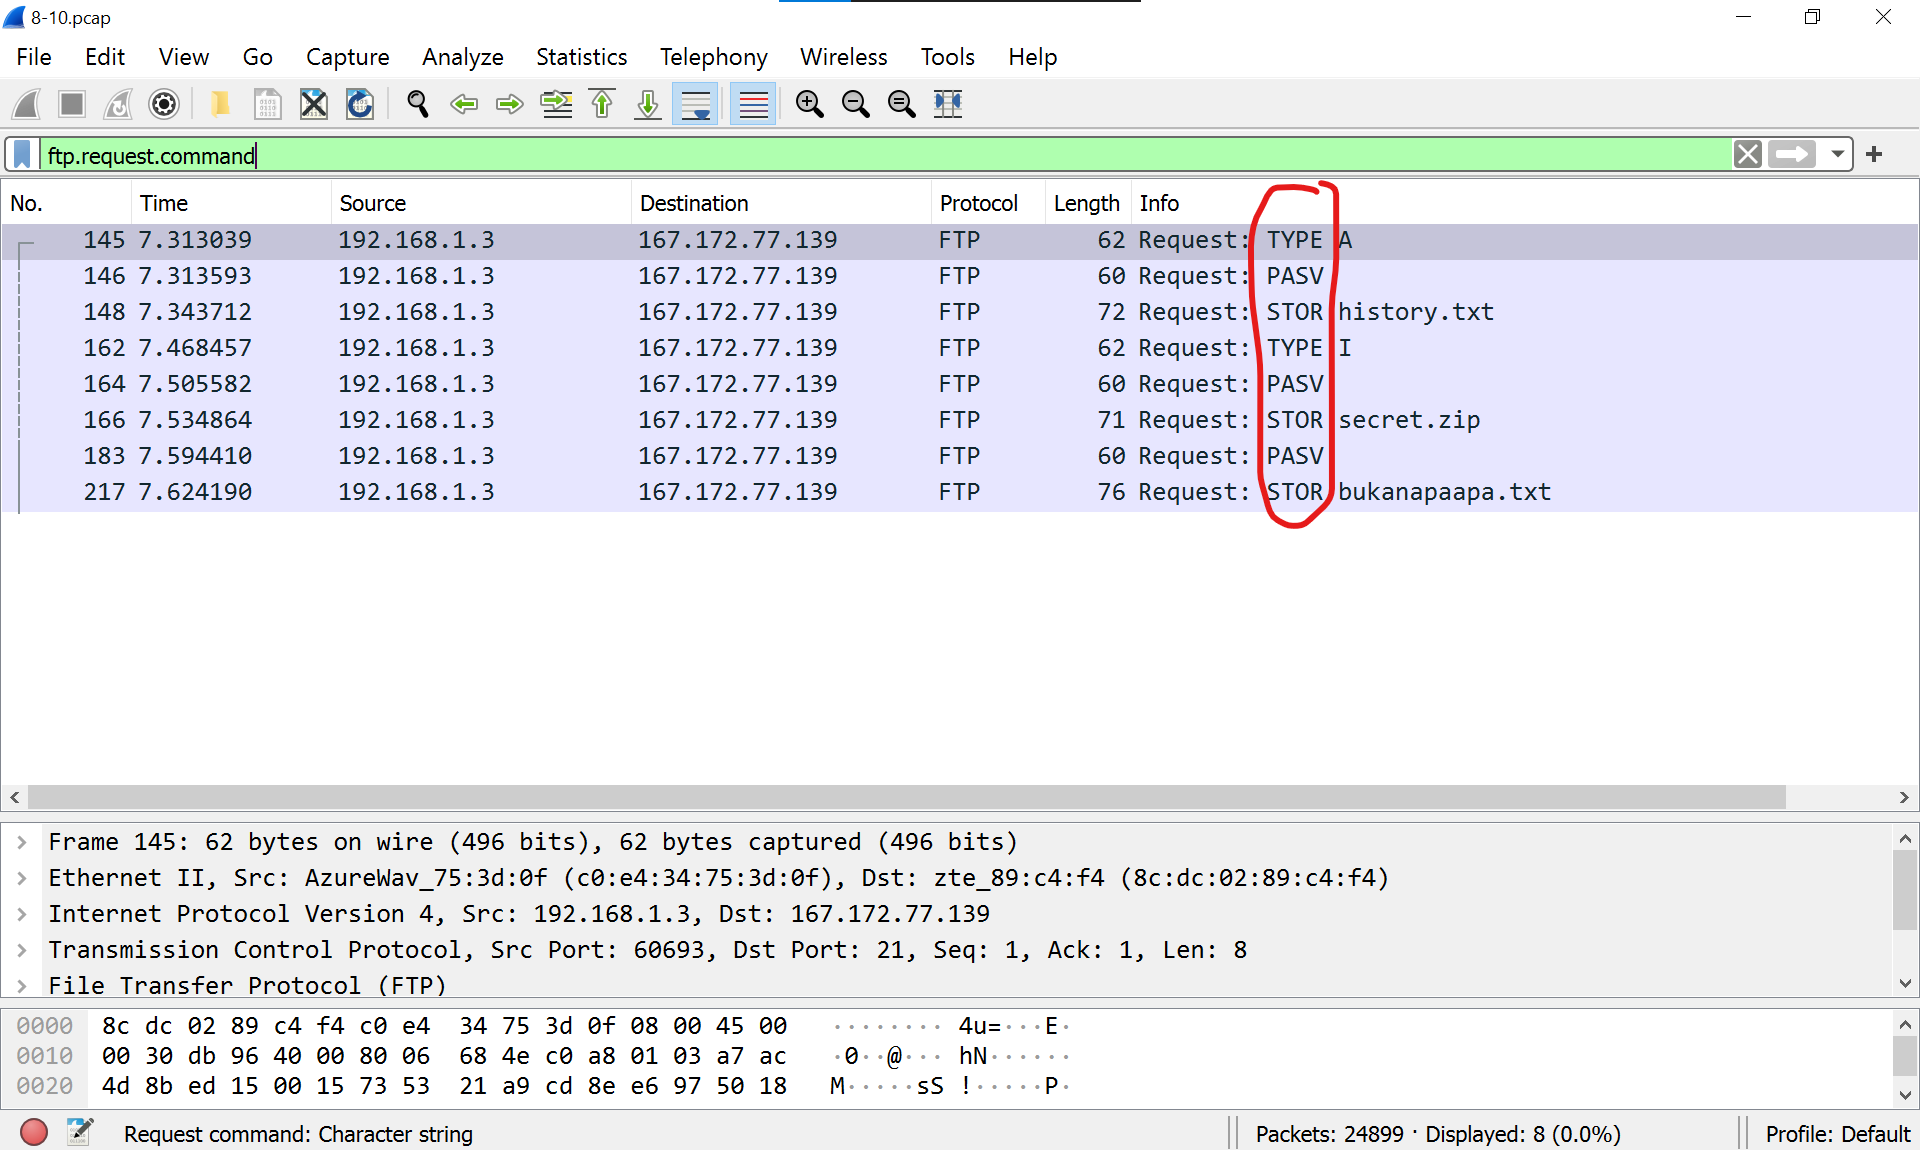 8-10.pcap
File Edit View Go Capture Analyze Statistics Telephony Wireless Tools Help
ftp.request.command
No. Time Source Destination Protocol Length Info
145 7.313039 192.168.1.3 167.172.77.139 FTP 62 Request: TYPE A
146 7.313593 192.168.1.3 167.172.77.139 FTP 60 Request: PASV
148 7.343712 192.168.1.3 167.172.77.139 FTP 72 Request: STOR history.txt
162 7.468457 192.168.1.3 167.172.77.139 FTP 62 Request: TYPE I
164 7.505582 192.168.1.3 167.172.77.139 FTP 60 Request: PASV
166 7.534864 192.168.1.3 167.172.77.139 FTP 71 Request: STOR secret.zip
183 7.594410 192.168.1.3 167.172.77.139 FTP 60 Request: PASV
217 7.624190 192.168.1.3 167.172.77.139 FTP 76 Request: STOR bukanapaapa.txt
Frame 145: 62 bytes on wire (496 bits), 62 bytes captured (496 bits)
Ethernet II, Src: AzureWav_75:3d:0f (c0:e4:34:75:3d:0f), Dst: zte_89:c4:f4 (8c:dc:02:89:c4:f4)
Internet Protocol Version 4, Src: 192.168.1.3, Dst: 167.172.77.139
Transmission Control Protocol, Src Port: 60693, Dst Port: 21, Seq: 1, Ack: 1, Len: 8
File Transfer Protocol (FTP)
0000 8c dc 02 89 c4 f4 c0 e4 34 75 3d 0f 08 00 45 00 ········ 4u=···E·
0010 00 30 db 96 40 00 80 06 68 4e c0 a8 01 03 a7 ac ·0··@··· hN······
0020 4d 8b ed 15 00 15 73 53 21 a9 cd 8e e6 97 50 18 M·····sS !·····P·
Request command: Character string
Packets: 24899 · Displayed: 8 (0.0%)
Profile: Default